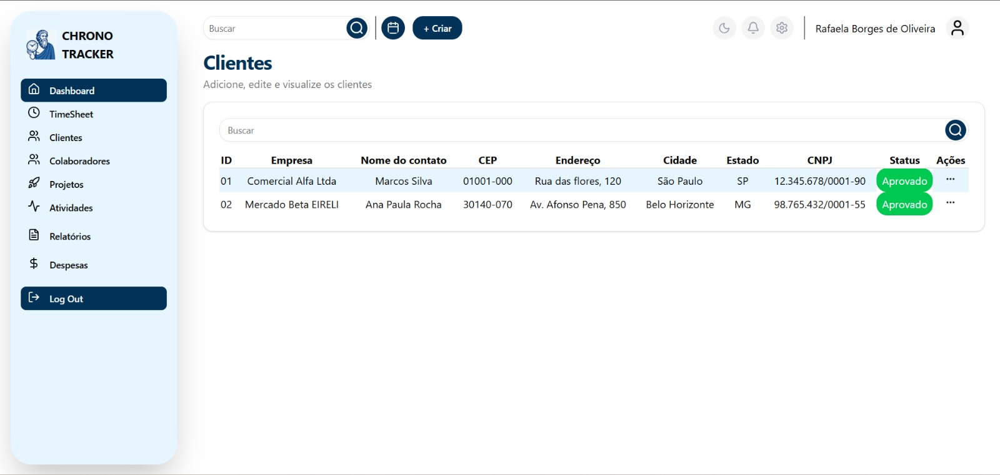 CHRONO
TRACKER
Dashboard
TimeSheet
Clientes
Colaboradores
Projetos
Atividades
Relatórios
Despesas
Log Out
Buscar
+ Criar
Rafaela Borges de Oliveira
Clientes
Adicione, edite e visualize os clientes
Buscar
ID Empresa Nome do contato CEP Endereço Cidade Estado CNPJ Status Ações
01 Comercial Alfa Ltda Marcos Silva 01001-000 Rua das flores, 120 São Paulo SP 12.345.678/0001-90 Aprovado ...
02 Mercado Beta EIRELI Ana Paula Rocha 30140-070 Av. Afonso Pena, 850 Belo Horizonte MG 98.765.432/0001-55 Aprovado ...